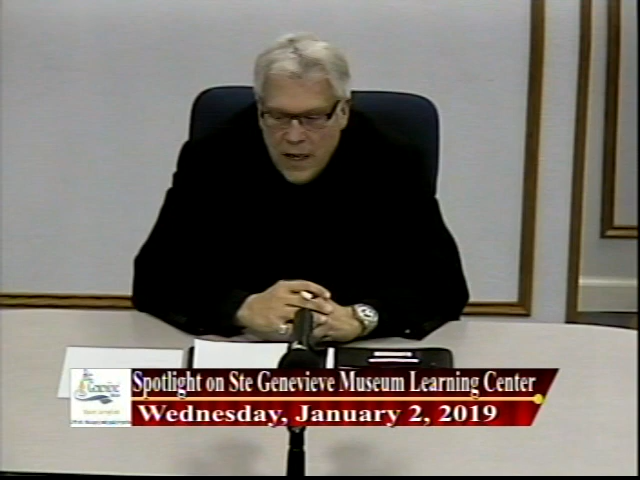 Spotlight on Ste Genevieve Museum Learning Center
Wednesday, January 2, 2019